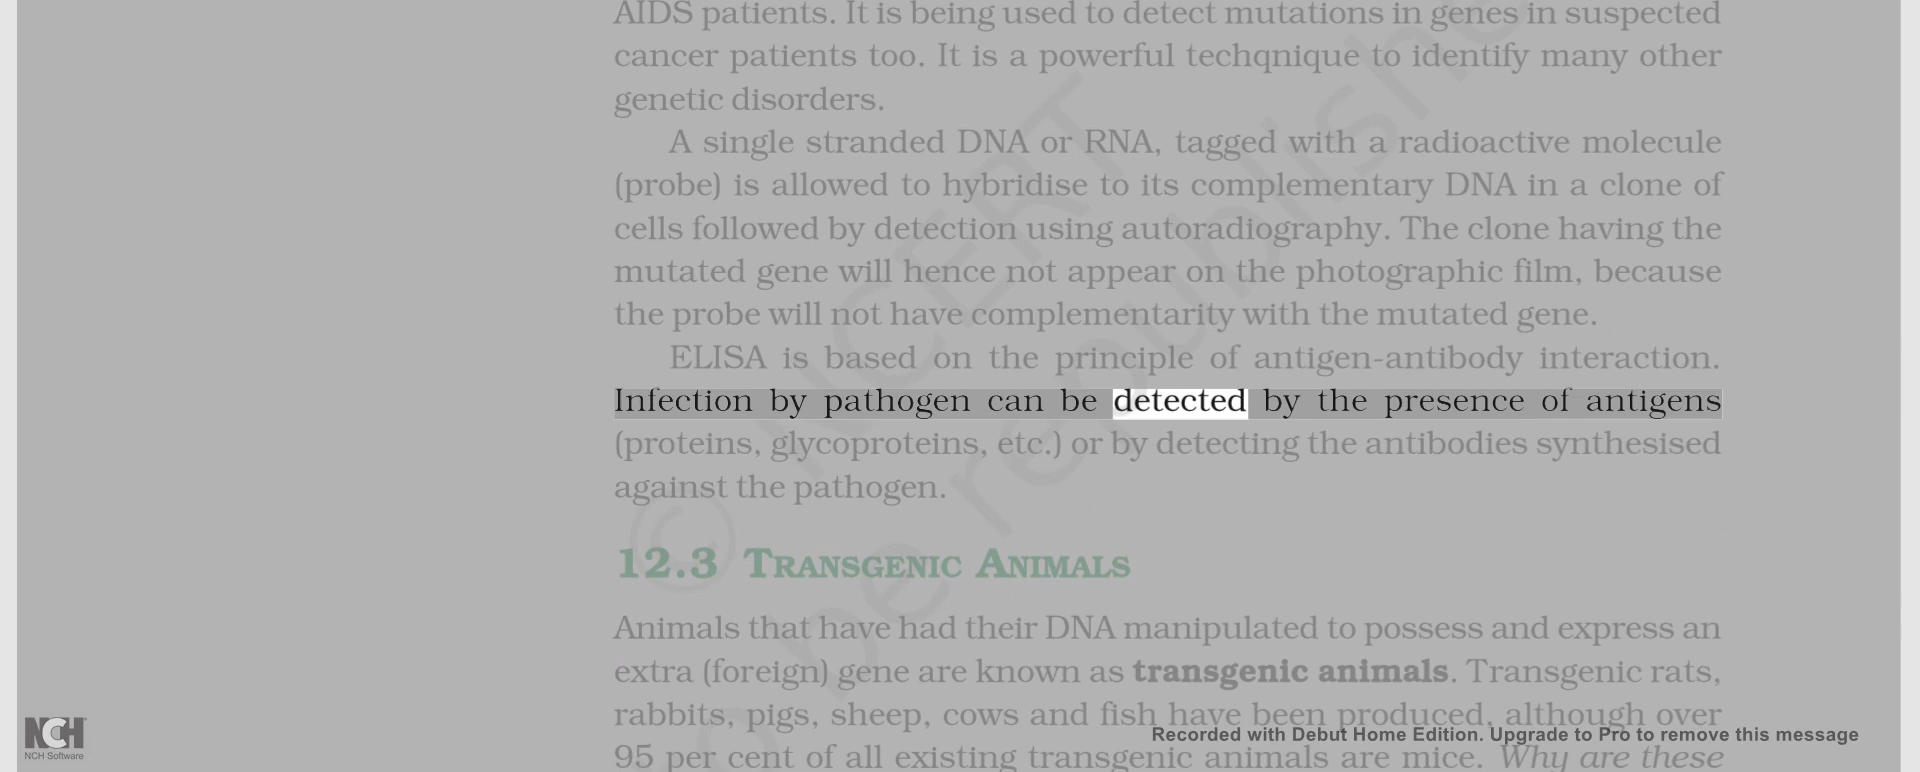 AIDS patients. It is being used to detect mutations in genes in suspected
cancer patients too. It is a powerful techqnique to identify many other
genetic disorders.
A single stranded DNA or RNA, tagged with a radioactive molecule
(probe) is allowed to hybridise to its complementary DNA in a clone of
cells followed by detection using autoradiography. The clone having the
mutated gene will hence not appear on the photographic film, because
the probe will not have complementarity with the mutated gene.
ELISA is based on the principle of antigen-antibody interaction.
Infection by pathogen can be detected by the presence of antigens
(proteins, glycoproteins, etc.) or by detecting the antibodies synthesised
against the pathogen.
12.3 TRANSGENIC ANIMALS
Animals that have had their DNA manipulated to possess and express an
extra (foreign) gene are known as transgenic animals. Transgenic rats,
rabbits, pigs, sheep, cows and fish have been produced, although over
95 per cent of all existing transgenic animals are mice. Why are these
© NCERT
be republishe
NCH
NCH Software
Recorded with Debut Home Edition. Upgrade to Pro to remove this message